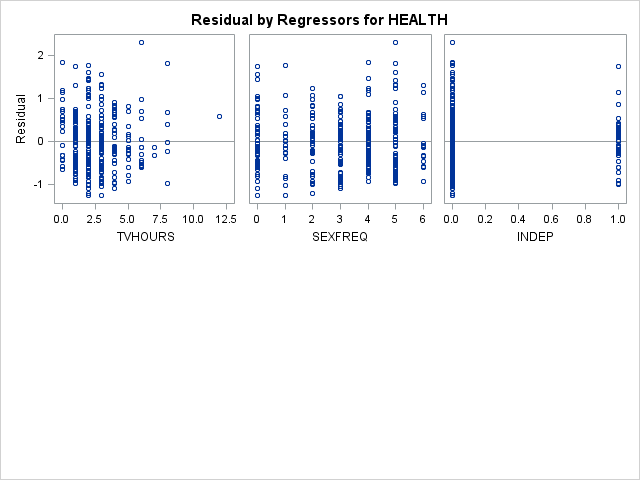 Residual by Regressors for HEALTH
Residual
2
1
0
-1
0.0 2.5 5.0 7.5 10.0 12.5
TVHOURS
0 1 2 3 4 5 6
SEXFREQ
0.0 0.2 0.4 0.6 0.8 1.0
INDEP